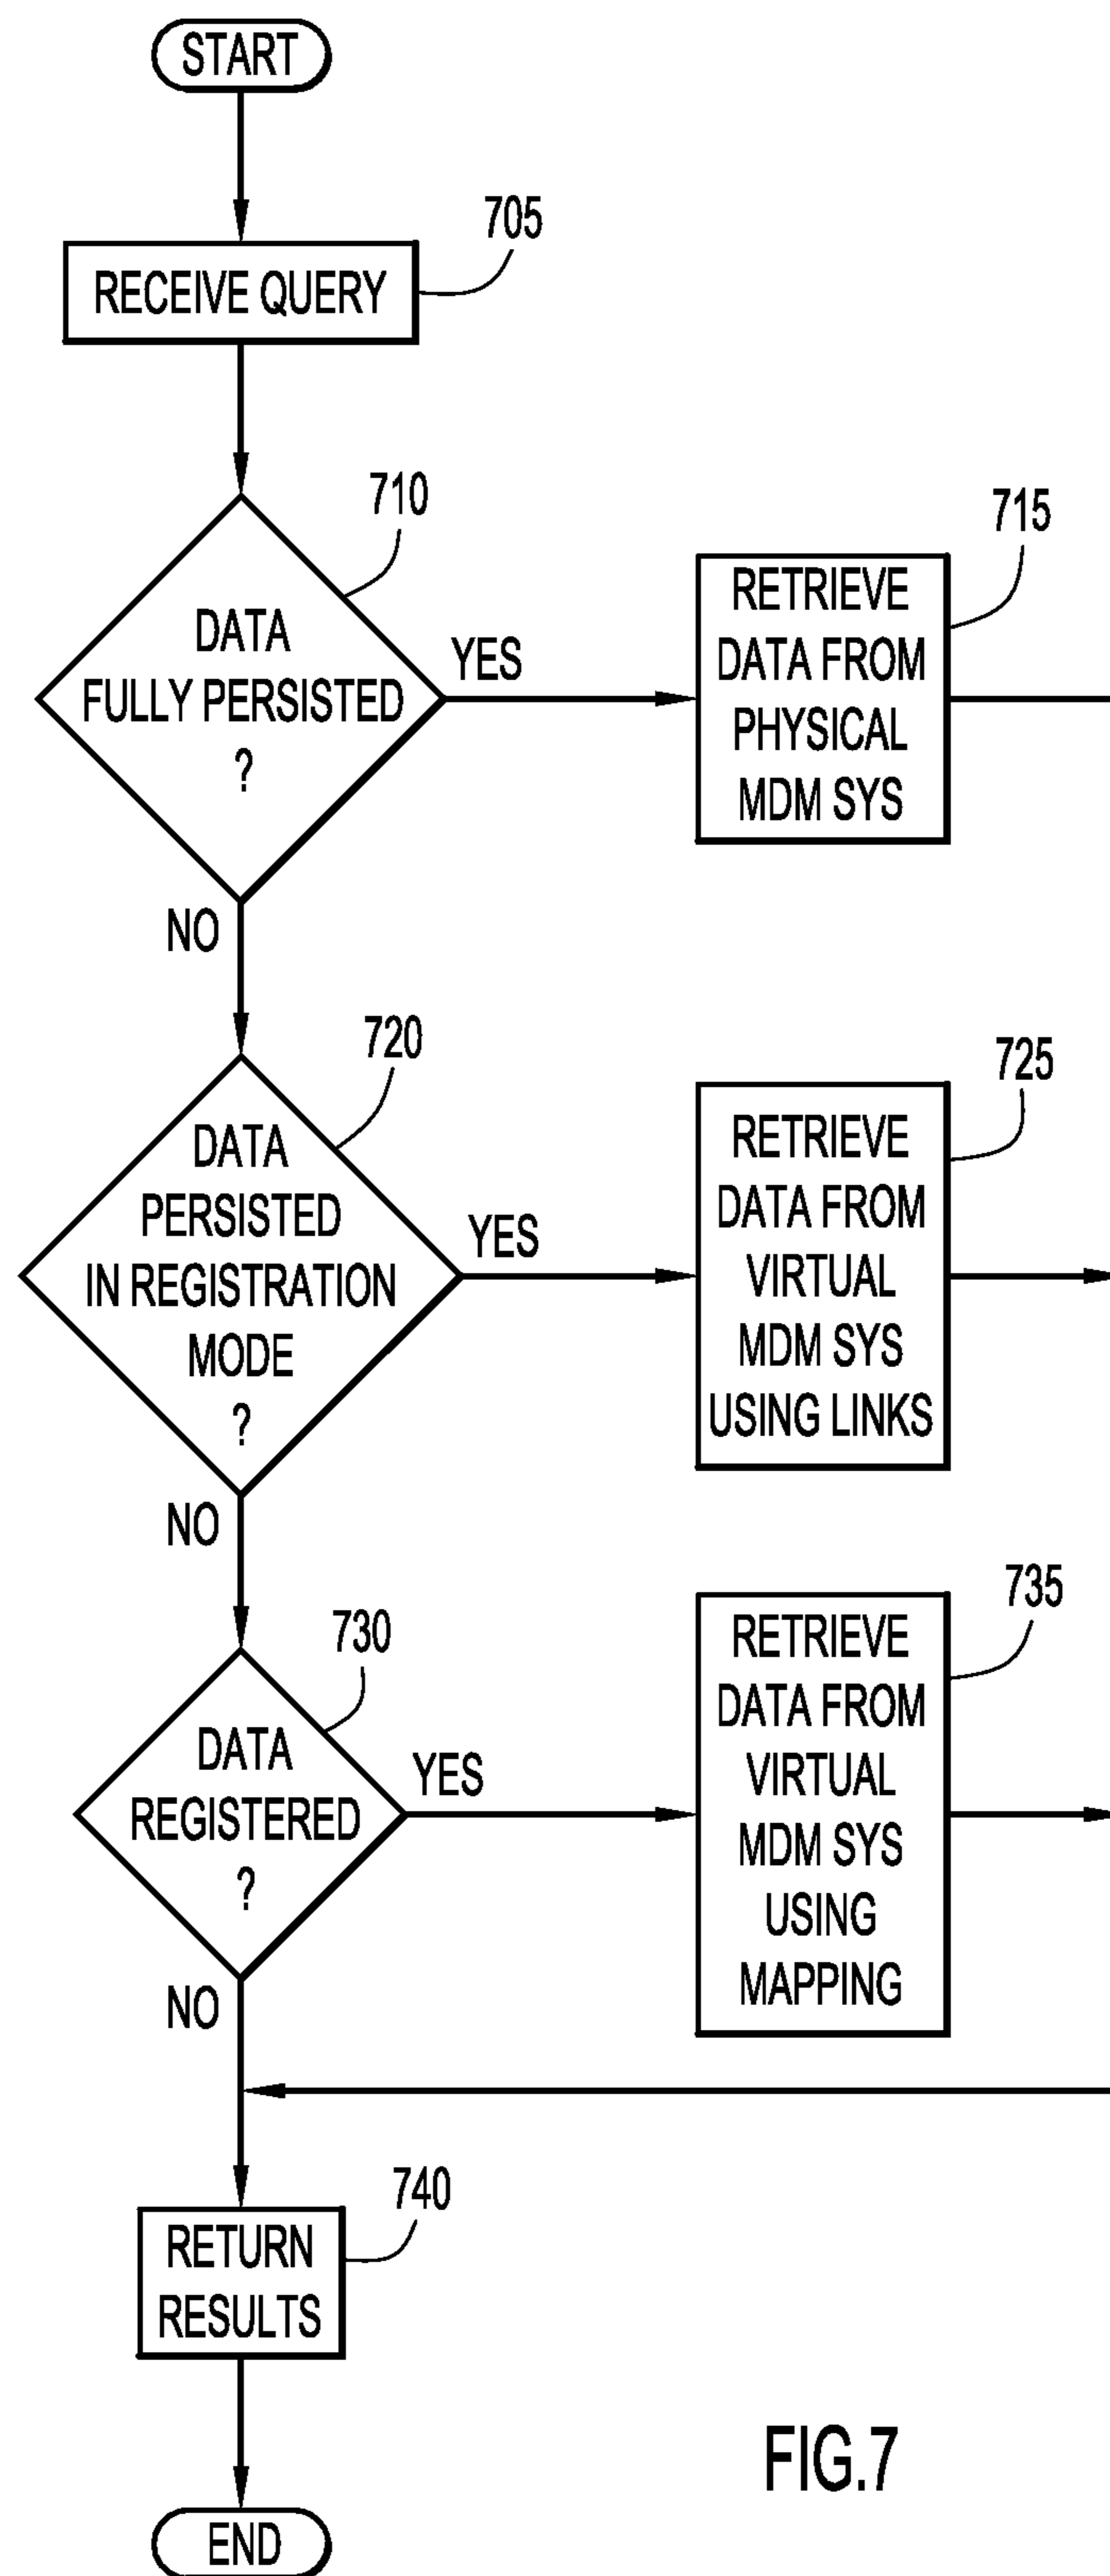 START
705
RECEIVE QUERY
710
DATA
FULLY PERSISTED
?
YES
715
RETRIEVE
DATA FROM
PHYSICAL
MDM SYS
NO
720
DATA
PERSISTED
IN REGISTRATION
MODE
?
YES
725
RETRIEVE
DATA FROM
VIRTUAL
MDM SYS
USING LINKS
NO
730
DATA
REGISTERED
?
YES
735
RETRIEVE
DATA FROM
VIRTUAL
MDM SYS
USING
MAPPING
NO
740
RETURN
RESULTS
FIG.7
END